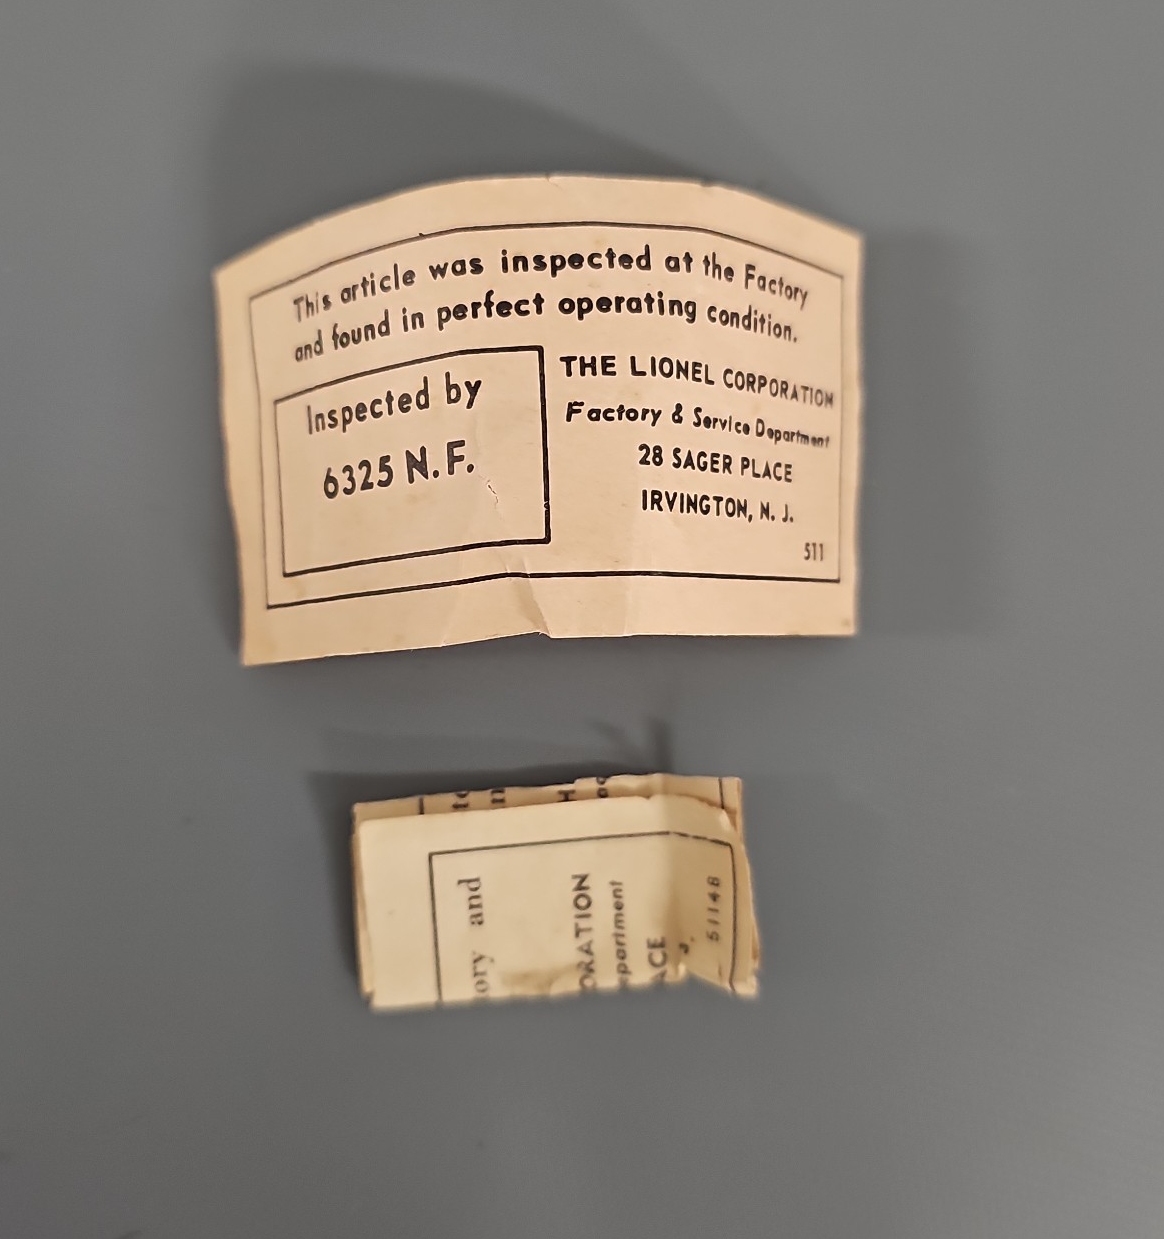 This article was inspected at the Factory
and found in perfect operating condition.
Inspected by
6325 N.F.
THE LIONEL CORPORATION
Factory & Service Department
28 SAGER PLACE
IRVINGTON, N. J.
511
ory and
ORATION
partment
ACE
J.
51148